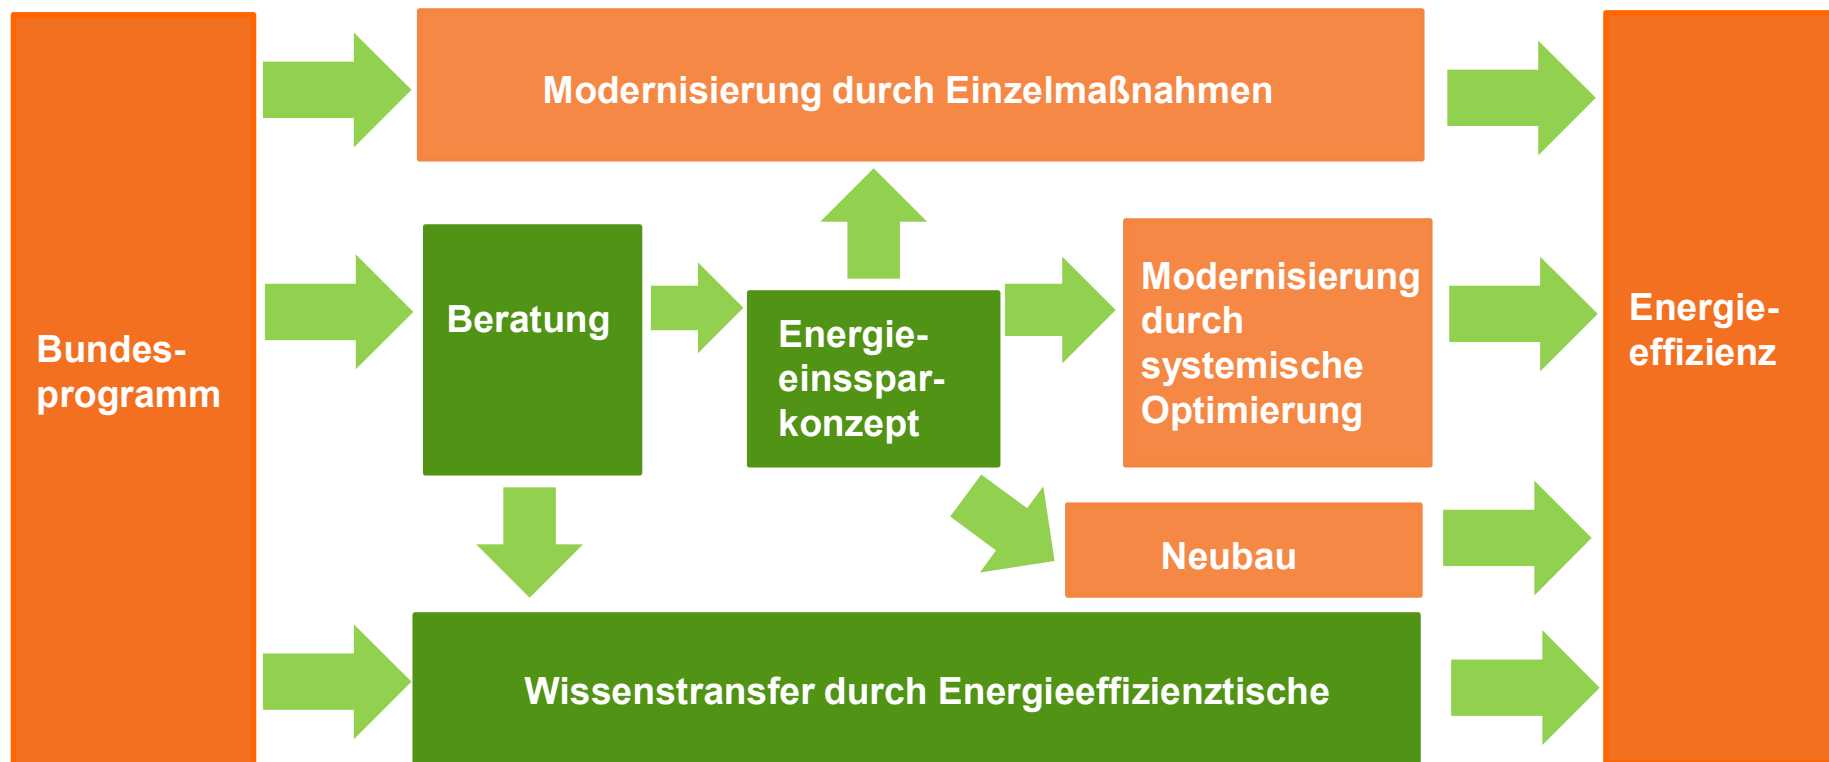 Modernisierung durch Einzelmaßnahmen
Bundes-
programm
Beratung
Energie-
einsspar-
konzept
Modernisierung
durch
systemische
Optimierung
Energie-
effizienz
Neubau
Wissenstransfer durch Energieeffizienztische